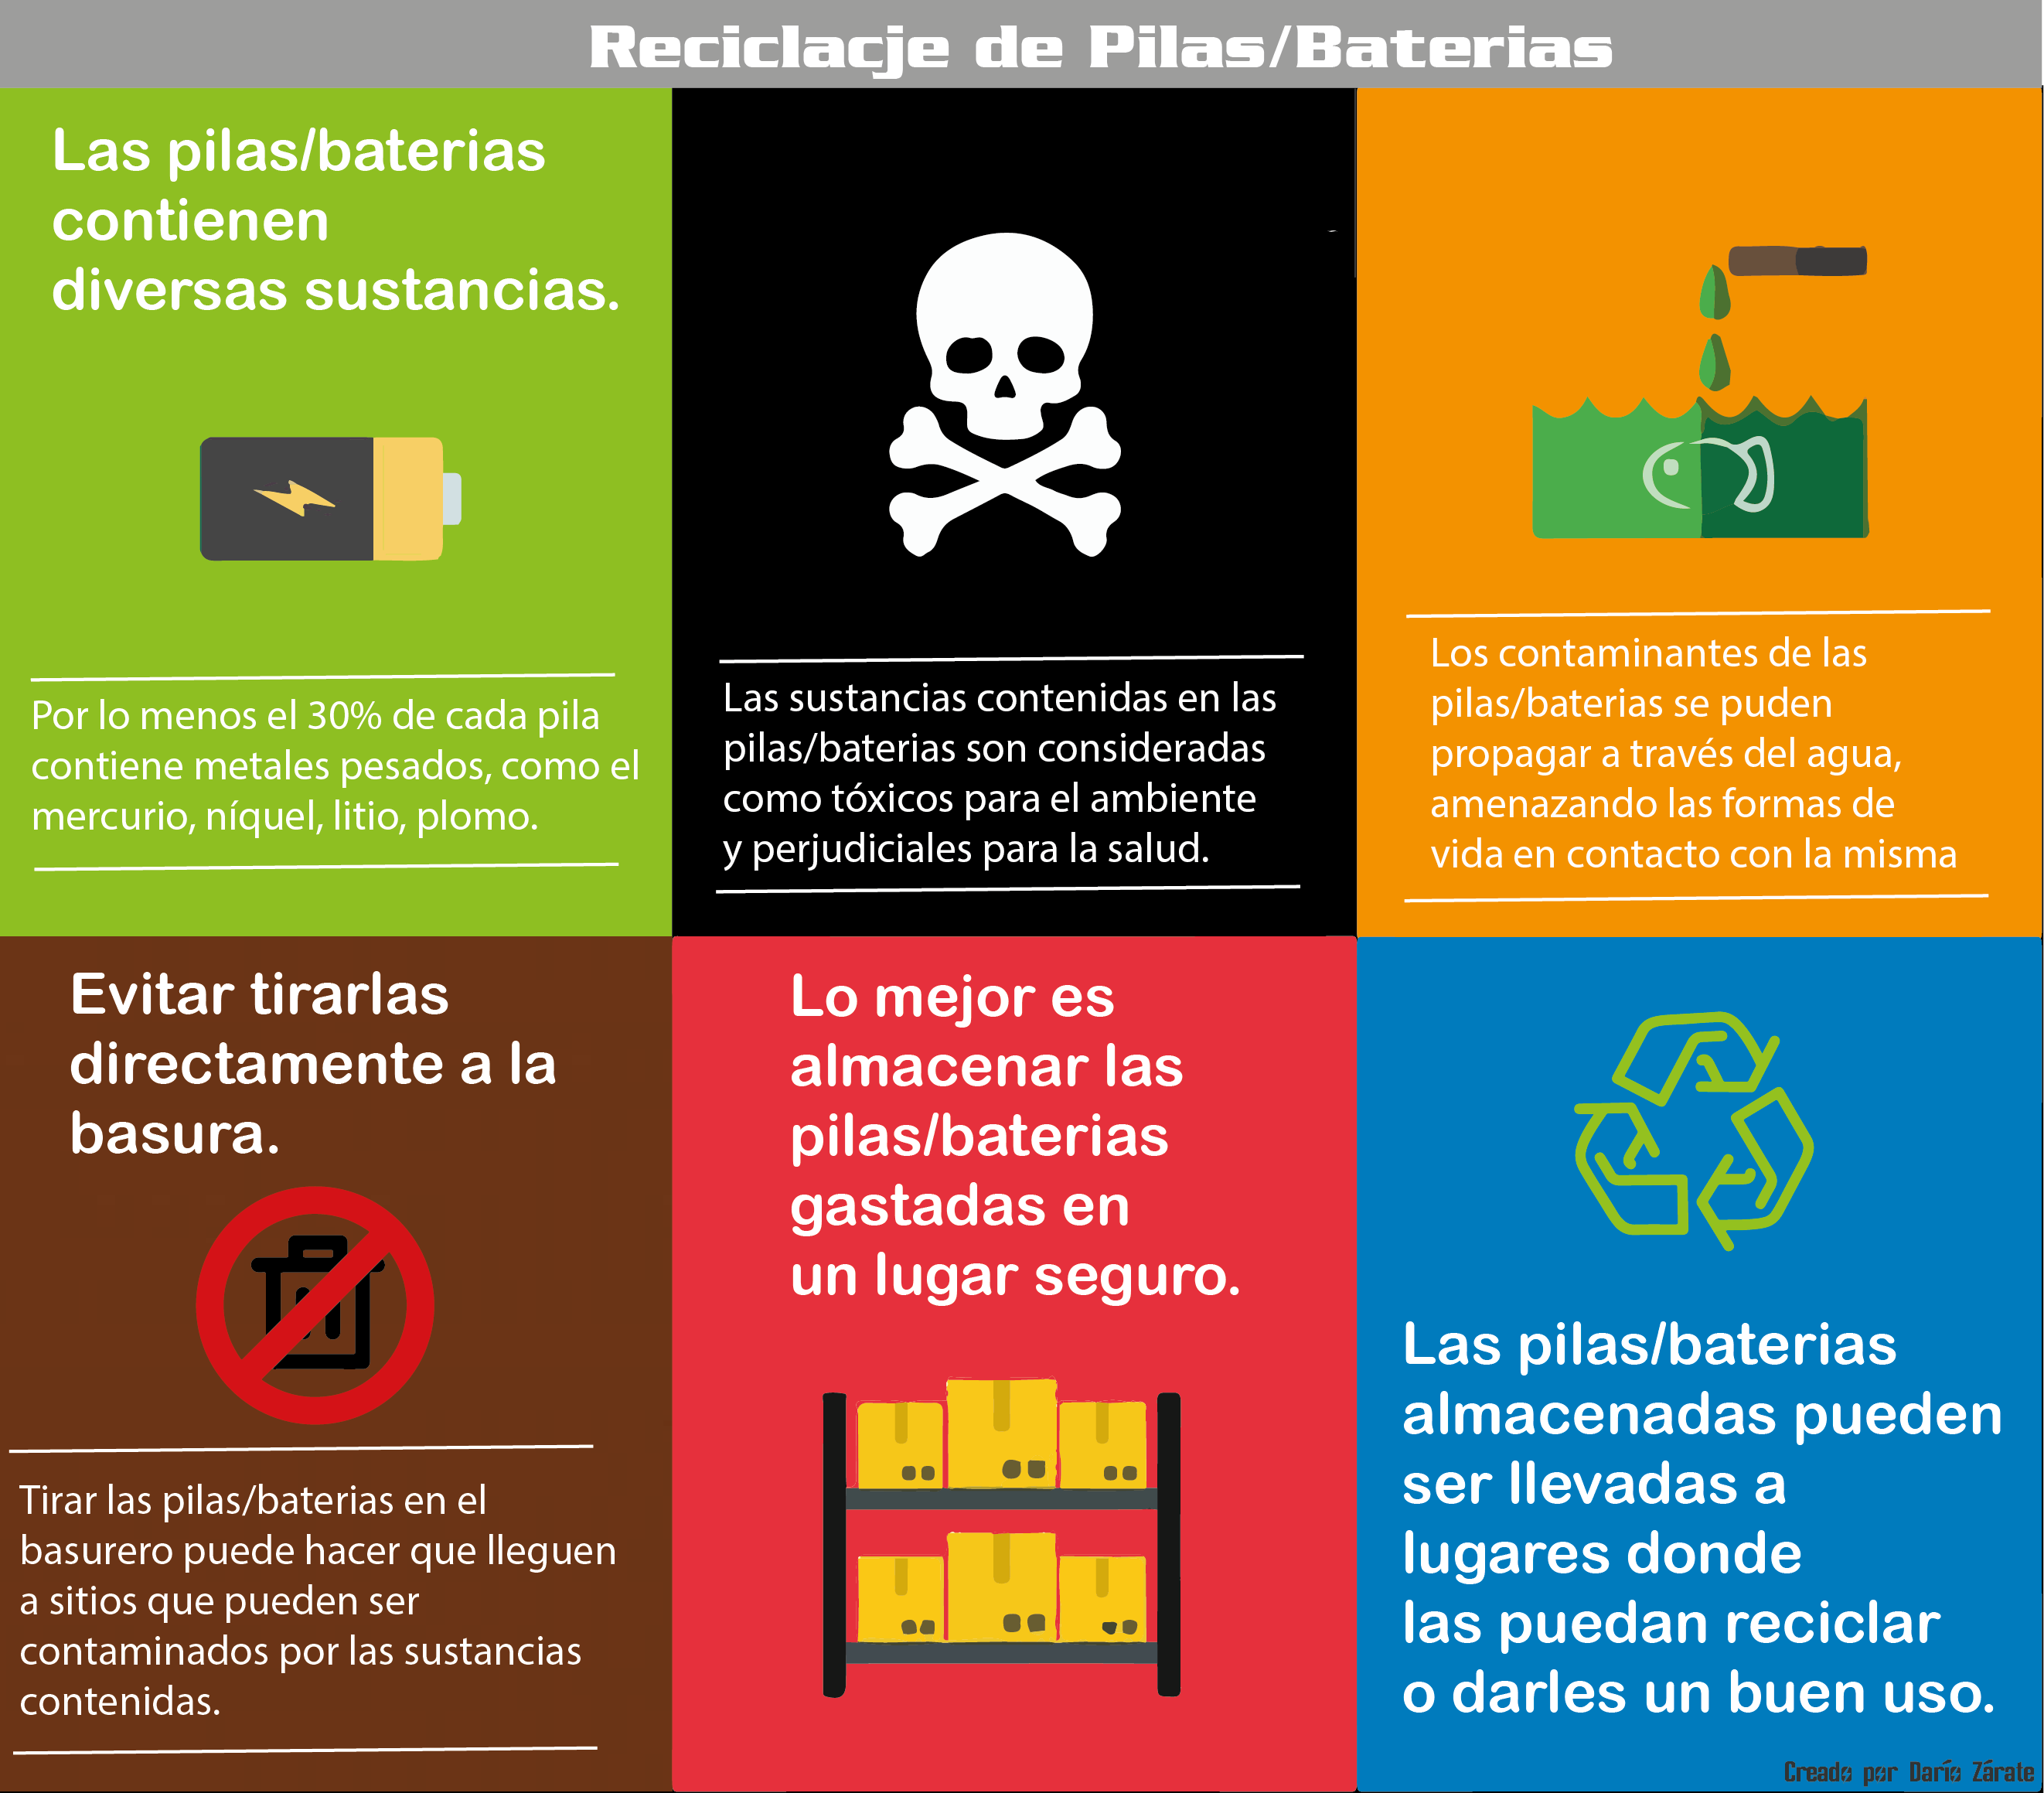 Reciclacje de Pilas/Baterias
Las pilas/baterias
contienen
diversas sustancias.
Por lo menos el 30% de cada pila
contiene metales pesados, como el
mercurio, níquel, litio, plomo.
Las sustancias contenidas en las
pilas/baterias son consideradas
como tóxicos para el ambiente
y perjudiciales para la salud.
Los contaminantes de las
pilas/baterias se puden
propagar a través del agua,
amenazando las formas de
vida en contacto con la misma
Evitar tirarlas
directamente a la
basura.
Tirar las pilas/baterias en el
basurero puede hacer que lleguen
a sitios que pueden ser
contaminados por las sustancias
contenidas.
Lo mejor es
almacenar las
pilas/baterias
gastadas en
un lugar seguro.
Las pilas/baterias
almacenadas pueden
ser llevadas a
lugares donde
las puedan reciclar
o darles un buen uso.
Creado por Darío Zárate